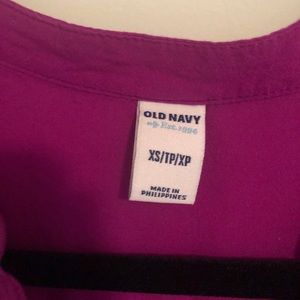 OLD NAVY
Est. 1994
XS/TP/XP
MADE IN
PHILIPPINES